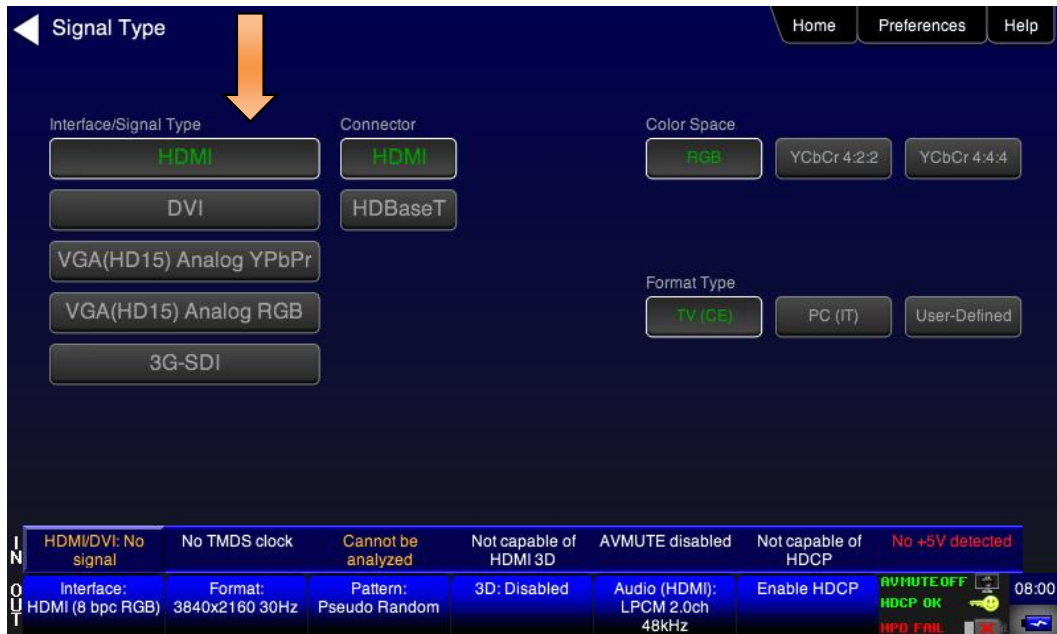 Signal Type
Home Preferences Help
Interface/Signal Type Connector Color Space
HDMI HDMI RGB YCbCr 4:2:2 YCbCr 4:4:4
DVI HDBaseT
VGA(HD15) Analog YPbPr
Format Type
VGA(HD15) Analog RGB TV (CE) PC (IT) User-Defined
3G-SDI
IN
HDMI/DVI: No signal
No TMDS clock
Cannot be analyzed
Not capable of HDMI 3D
AVMUTE disabled
Not capable of HDCP
No +5V detected
OUT
Interface:
HDMI (8 bpc RGB)
Format:
3840x2160 30Hz
Pattern:
Pseudo Random
3D: Disabled
Audio (HDMI):
LPCM 2.0ch
48kHz
Enable HDCP
AVMUTEOFF
HDCP OK
HPD FAIL
08:00